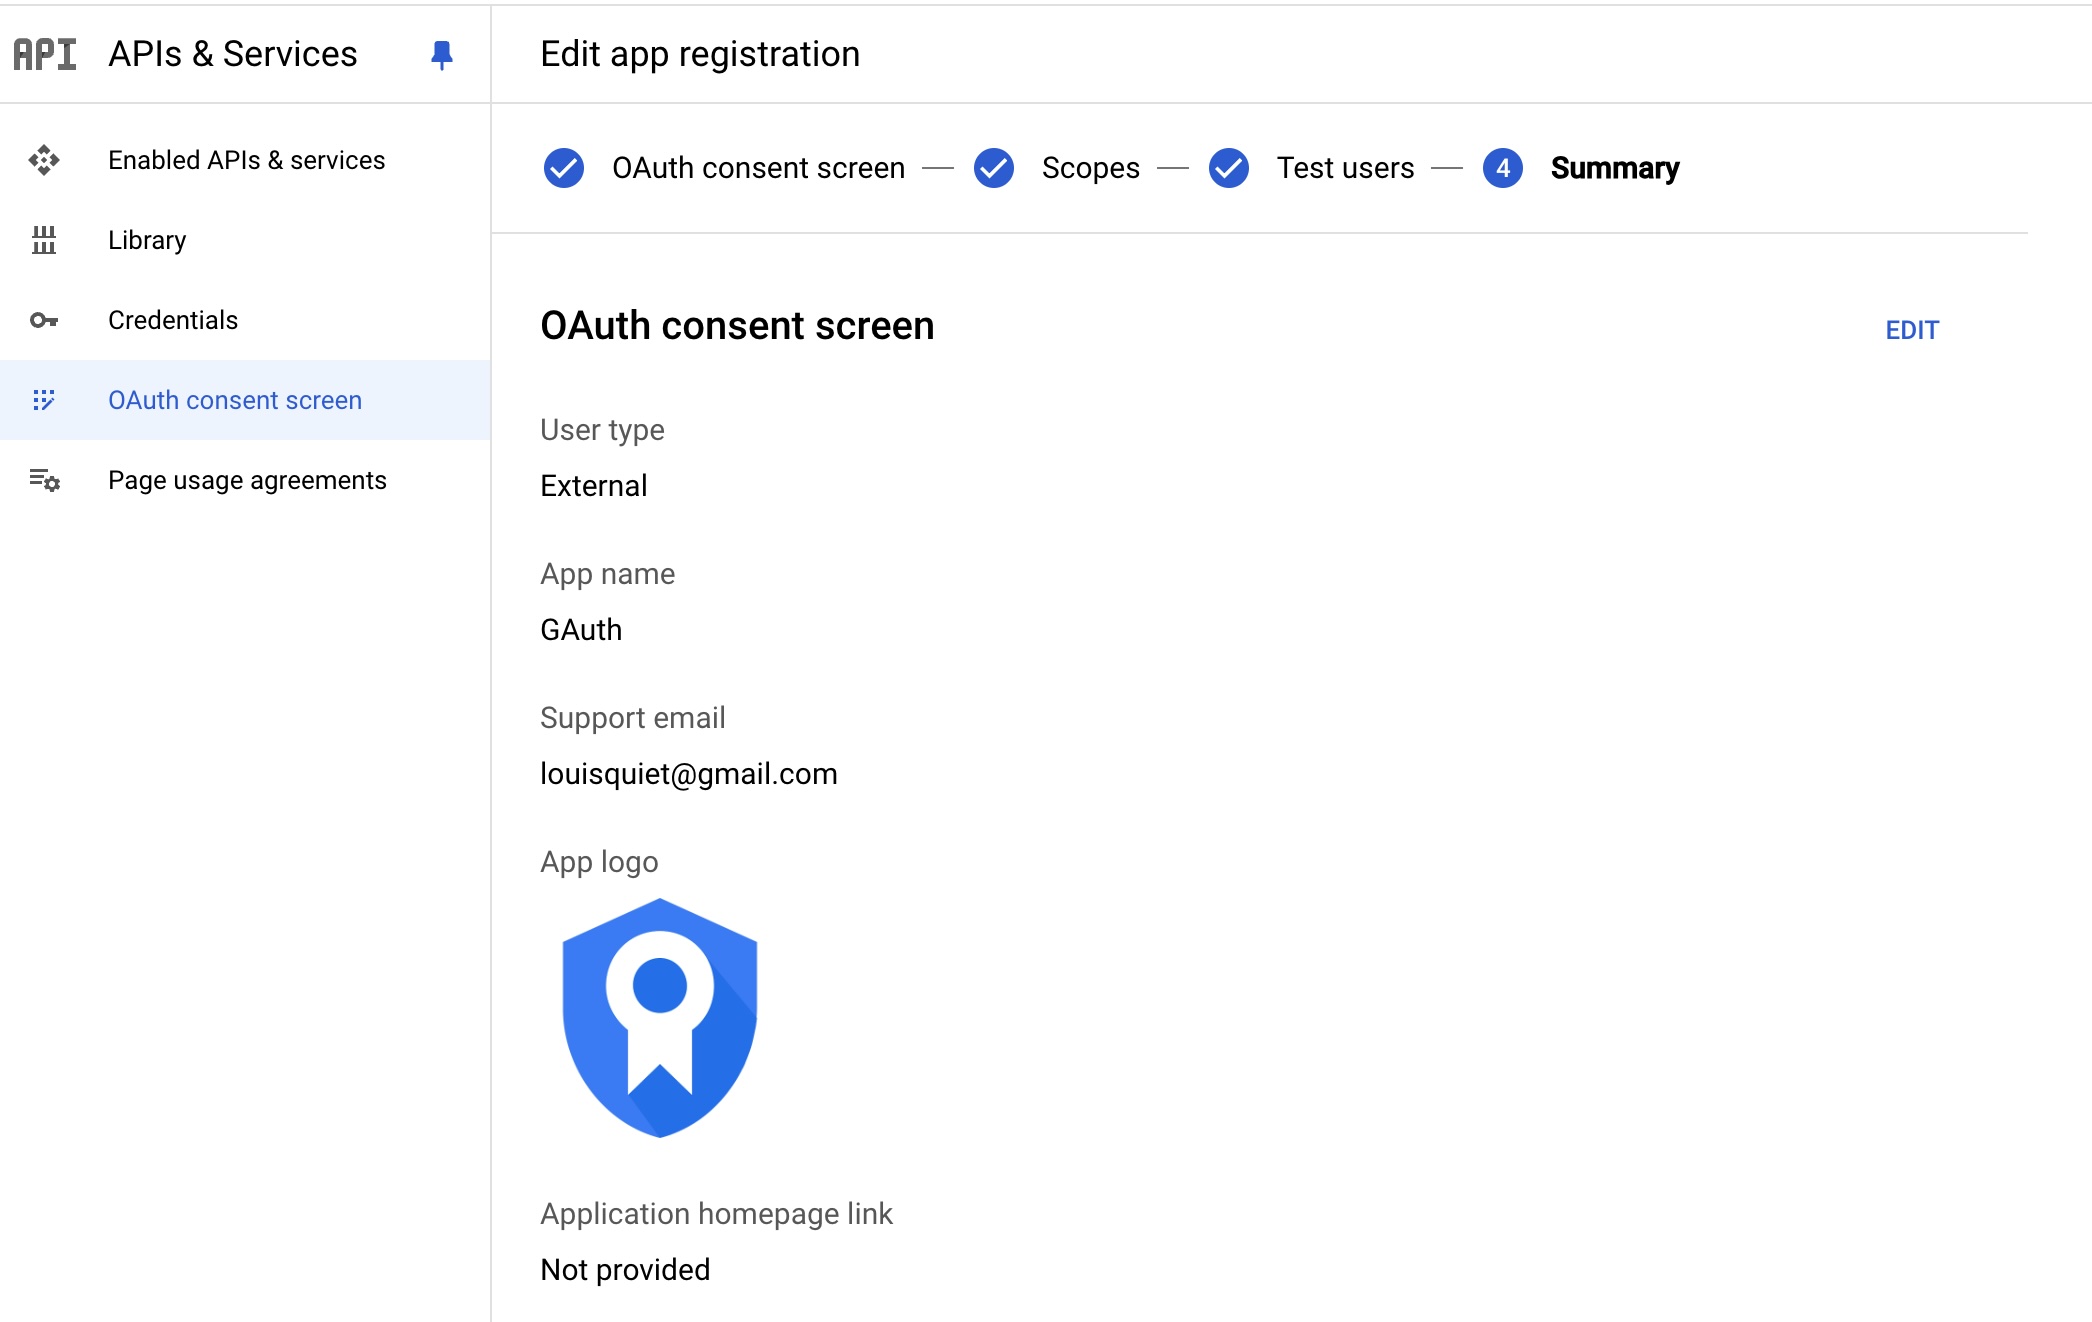 API APIs & Services
Edit app registration
Enabled APIs & services
Library
Credentials
OAuth consent screen
Page usage agreements
OAuth consent screen — Scopes — Test users — 4 Summary
OAuth consent screen
EDIT
User type
External
App name
GAuth
Support email
louisquiet@gmail.com
App logo
Application homepage link
Not provided